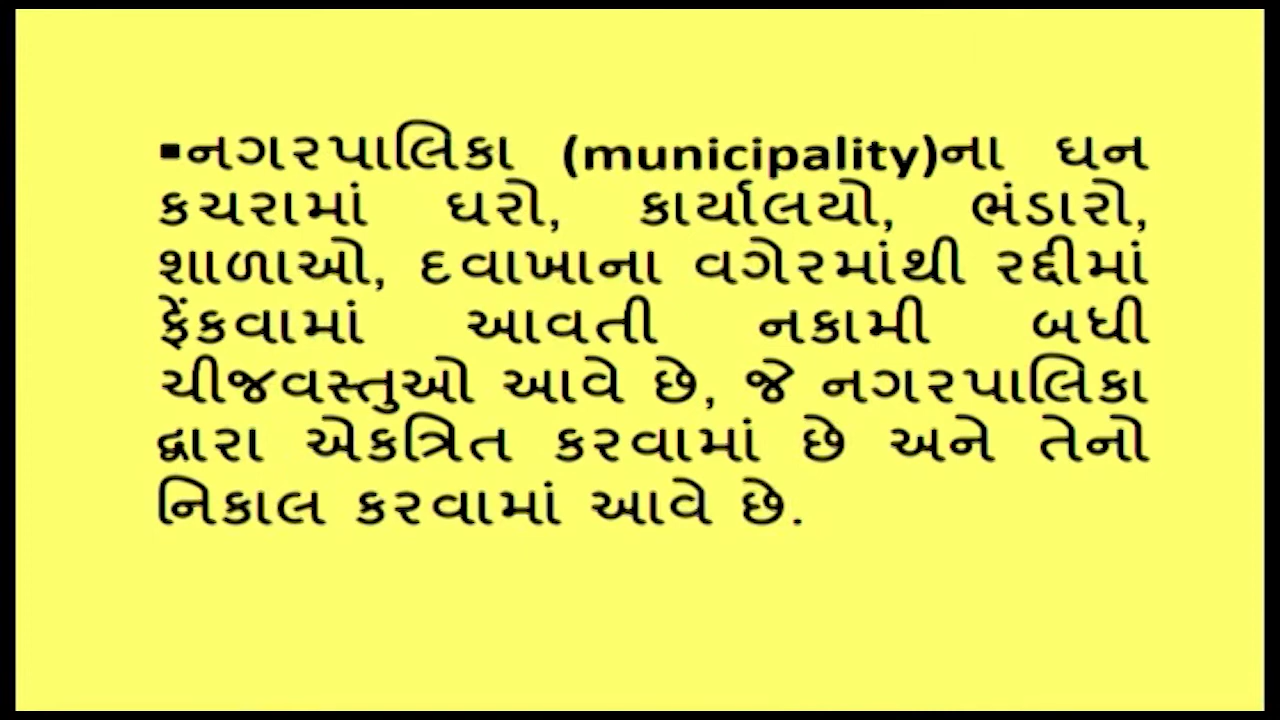 ▪નગરપાલિકા (municipality)ના ઘન
કચરામાં ઘરો, કાર્યાલયો, ભંડારો,
શાળાઓ, દવાખાના વગેરમાંથી રદ્દીમાં
ફેંકવામાં આવતી નકામી બધી
ચીજવસ્તુઓ આવે છે, જે નગરપાલિકા
દ્વારા એકત્રિત કરવામાં છે અને તેનો
નિકાલ કરવામાં આવે છે.